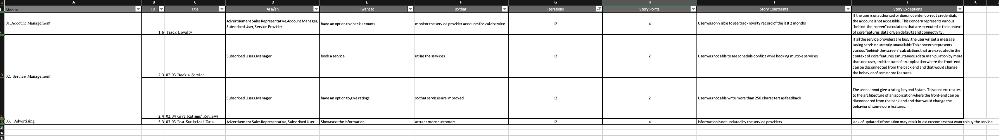 A B C D E F G H I J K L
1 Module ID Title As a/an I want to so that Iterations Story Points Story Constraints Story Exceptions
01.Account Management
1.6 Track Loyalty
Advertisement Sales Representative,Account Manager,
Subscribed User, Service Provider
have an option to check acounts
monitor the service provider accounts for valid service
I2
4
User was only able to see track loyalty record of the last 2 months
If the user is unauthorised or does not enter correct credentials,
the account is not accessible. This concern represents various
"behind-the-screen" calculations that are executed in the context
of core features, data driven defaults and connectivity.
02. Service Management
2.3 02.03 Book a Service
Subscribed Users, Manager
book a service
utilize the services
I2
2
User was not able to see schedule conflict while booking multiple services
If all the service providers are busy, the user will get a message
saying service currently unavailable This concern represents
various "behind-the-screen" calculations that are executed in the
context of core features, simultaneous data manipulation by more
than one user, architecture of an application where the front-end
can be disconnected from the back end and that would change
the behavior of some core features.
2.4 02.04 Give Ratings/ Reviews
Subscribed Users, Manager
have an option to give ratings
so that services are improved
I2
2
User was not able write more than 250 characters as feedback
The user cannot give a rating beyond 5 stars. This concern relates
to the architecture of an application where the front-end can be
disconnected from the back end and that would change the
behavior of some core features.
03. Advertising
3.3 03.03 Post Statistical Data
Advertisement Sales Representative, Subscribed User
Showcase the information
attract more customers
I2
4
information is not updated by the service providers
lack of updated information may result in less customers that want to buy the service
23
24
25